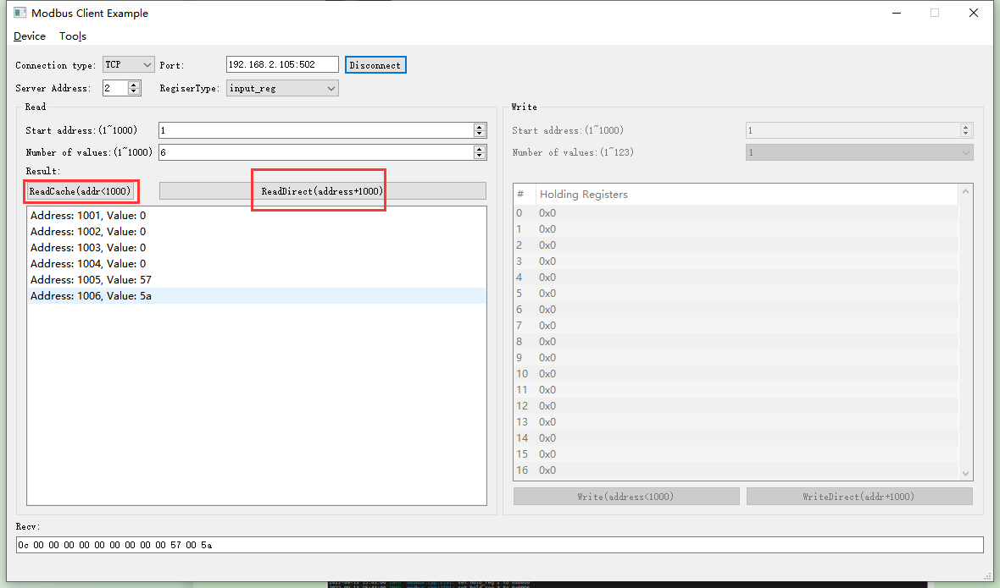 Modbus Client Example
Device Tools
Connection type: TCP Port: 192.168.2.105:502 Disconnect
Server Address: 2 RegiserType: input_reg
Read
Start address:(1~1000) 1
Number of values:(1~1000) 6
Result:
ReadCache(addr<1000) ReadDirect(address+1000)
Address: 1001, Value: 0
Address: 1002, Value: 0
Address: 1003, Value: 0
Address: 1004, Value: 0
Address: 1005, Value: 57
Address: 1006, Value: 5a
Write
Start address:(1~1000) 1
Number of values:(1~123) 1
# Holding Registers
0 0x0
1 0x0
2 0x0
3 0x0
4 0x0
5 0x0
6 0x0
7 0x0
8 0x0
9 0x0
10 0x0
11 0x0
12 0x0
13 0x0
14 0x0
15 0x0
16 0x0
Write(address<1000) WriteDirect(addr+1000)
Recv:
0c 00 00 00 00 00 00 00 00 00 57 00 5a